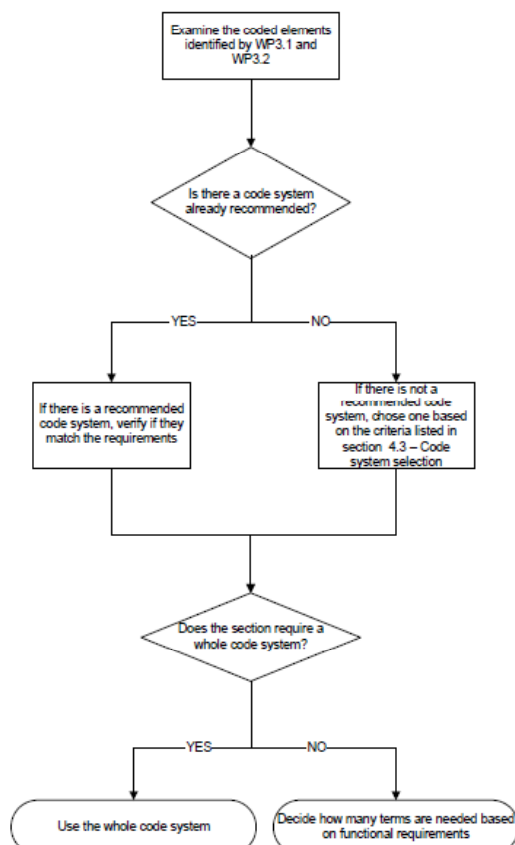 Examine the coded elements
identified by WP3.1 and
WP3.2
Is there a code system
already recommended?
YES
NO
If there is a recommended
code system, verify if they
match the requirements
If there is not a
recommended code
system, chose one based
on the criteria listed in
section 4.3 – Code
system selection
Does the section require a
whole code system?
YES
NO
Use the whole code system
Decide how many terms are needed based
on functional requirements